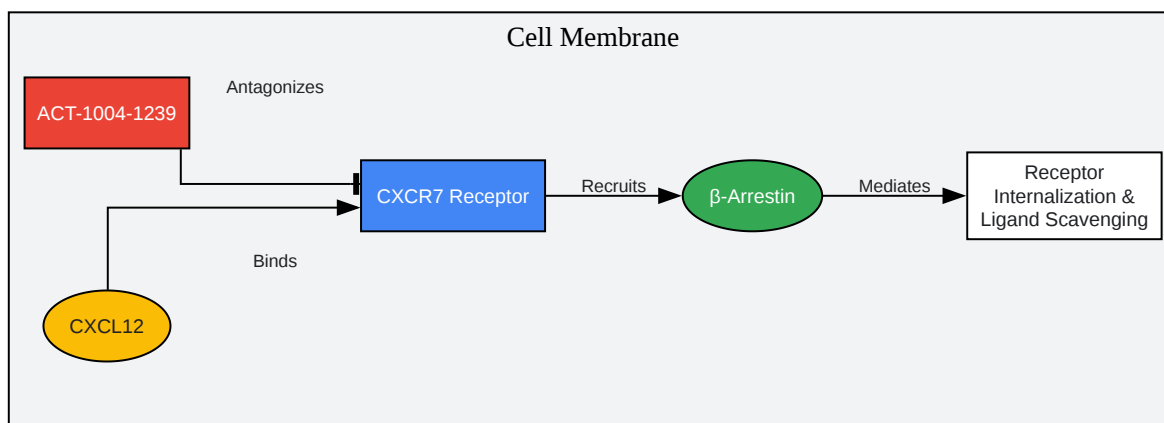 Cell Membrane
Antagonizes
ACT-1004-1239
CXCR7 Receptor
Recruits
β-Arrestin
Mediates
Receptor
Internalization &
Ligand Scavenging
Binds
CXCL12